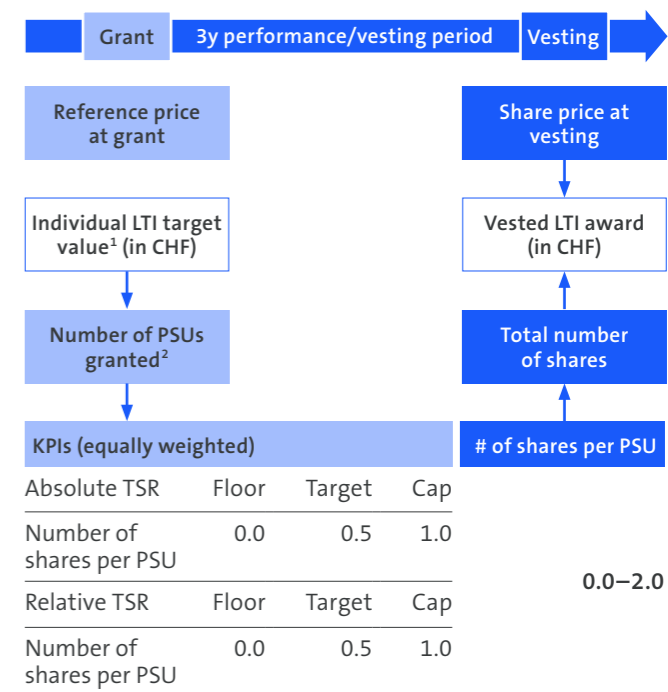 Grant 3y performance/vesting period Vesting
Reference price
at grant
Share price at
vesting
Individual LTI target
value¹ (in CHF)
Vested LTI award
(in CHF)
Number of PSUs
granted²
Total number
of shares
KPIs (equally weighted) # of shares per PSU
Absolute TSR Floor Target Cap
Number of
shares per PSU 0.0 0.5 1.0
0.0–2.0
Relative TSR Floor Target Cap
Number of
shares per PSU 0.0 0.5 1.0